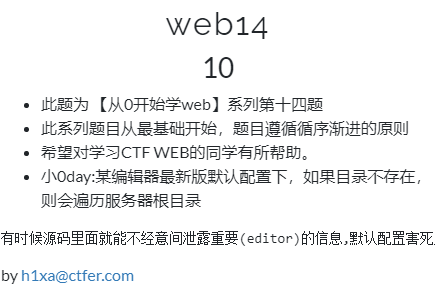 web14
10
此题为 【从0开始学web】系列第十四题
此系列题目从最基础开始，题目遵循循序渐进的原则
希望对学习CTF WEB的同学有所帮助。
小0day:某编辑器最新版默认配置下，如果目录不存在，
则会遍历服务器根目录
有时候源码里面就能不经意间泄露重要(editor)的信息,默认配置害死
by h1xa@ctfer.com